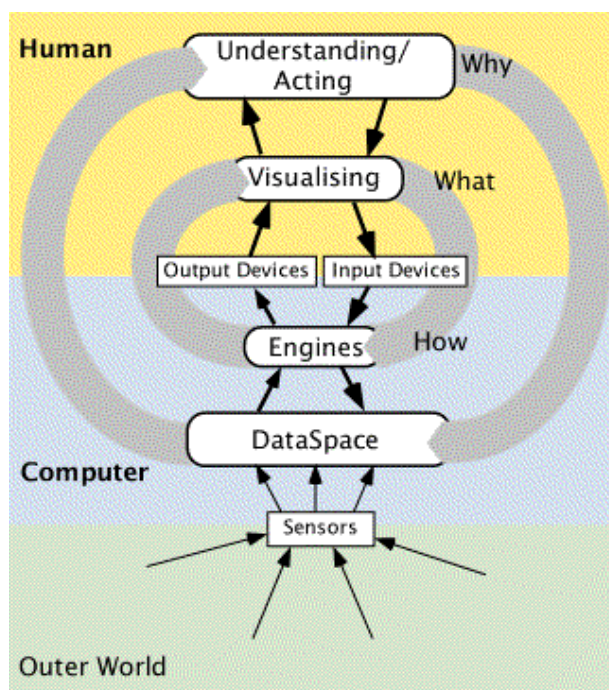 Human
Understanding/
Acting
Why
Visualising
What
Output Devices
Input Devices
Engines
How
DataSpace
Computer
Sensors
Outer World